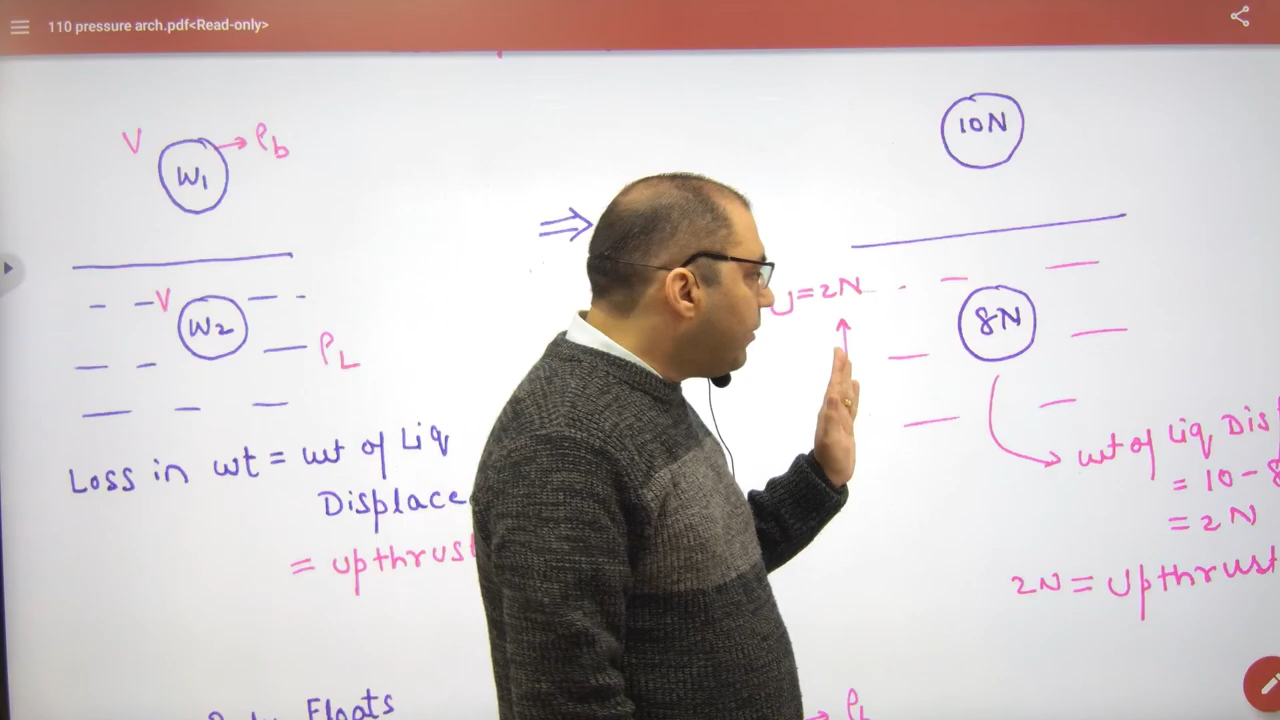 110 pressure arch.pdf<Read-only>
V
W1
ρb
V
W2
ρL
Loss in wt = wt of Liq
Displace
= upthrust
⇒
10N
U=2N
8N
wt of Liq Dis
= 10 - 8
= 2N
2N = Upthrust
Floats
ρL